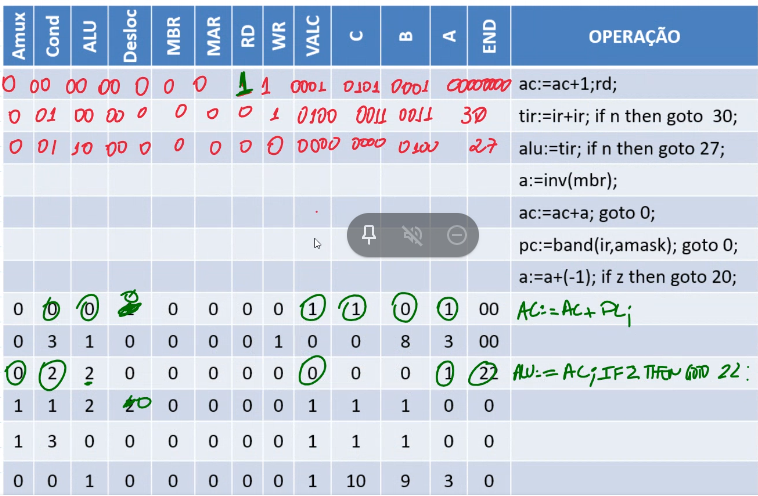 Amux Cond ALU Desloc MBR MAR RD WR VALC C B A END OPERAÇÃO
0 00 00 00 0 0 0 1 1 0001 0101 0001 0000000 ac:=ac+1;rd;
0 01 00 00 0 0 0 0 1 0100 0011 0011 30 tir:=ir+ir; if n then goto 30;
0 01 10 00 0 0 0 0 0 0000 0000 0100 27 alu:=tir; if n then goto 27;
a:=inv(mbr);
ac:=ac+a; goto 0;
pc:=band(ir,amask); goto 0;
a:=a+(-1); if z then goto 20;
0 0 0 0 0 0 0 0 1 1 0 1 00 AC:=AC+PC;
0 3 1 0 0 0 0 1 0 0 8 3 00
0 2 2 0 0 0 0 0 0 0 0 1 22 ALU:=AC; IF Z THEN GOTO 22:
1 1 2 0 0 0 0 0 1 1 1 0 0
1 3 0 0 0 0 0 0 1 1 1 0 0
0 0 1 0 0 0 0 0 1 10 9 3 0